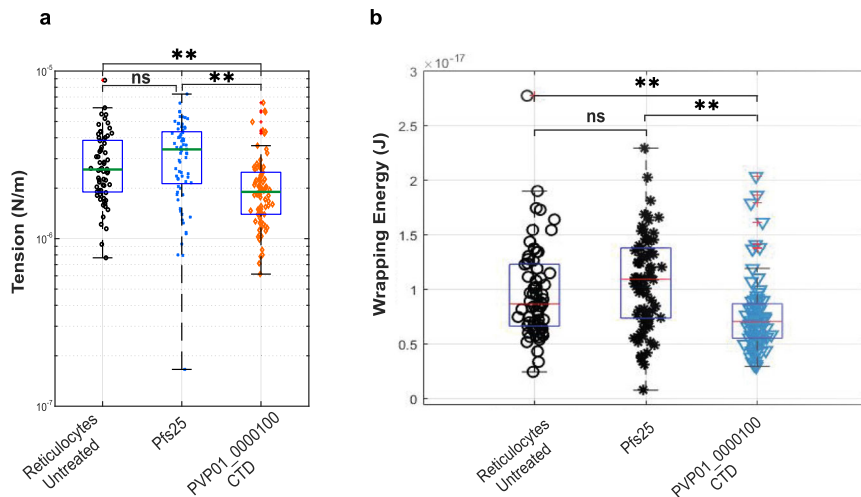 a
**
ns
**
10^-5
10^-6
10^-7
Tension (N/m)
Reticulocytes
Untreated
Pfs25
PVP01_0000100
CTD
b
×10^-17
3
2.5
2
1.5
1
0.5
0
Wrapping Energy (J)
**
ns
**
Reticulocytes
Untreated
Pfs25
PVP01_0000100
CTD